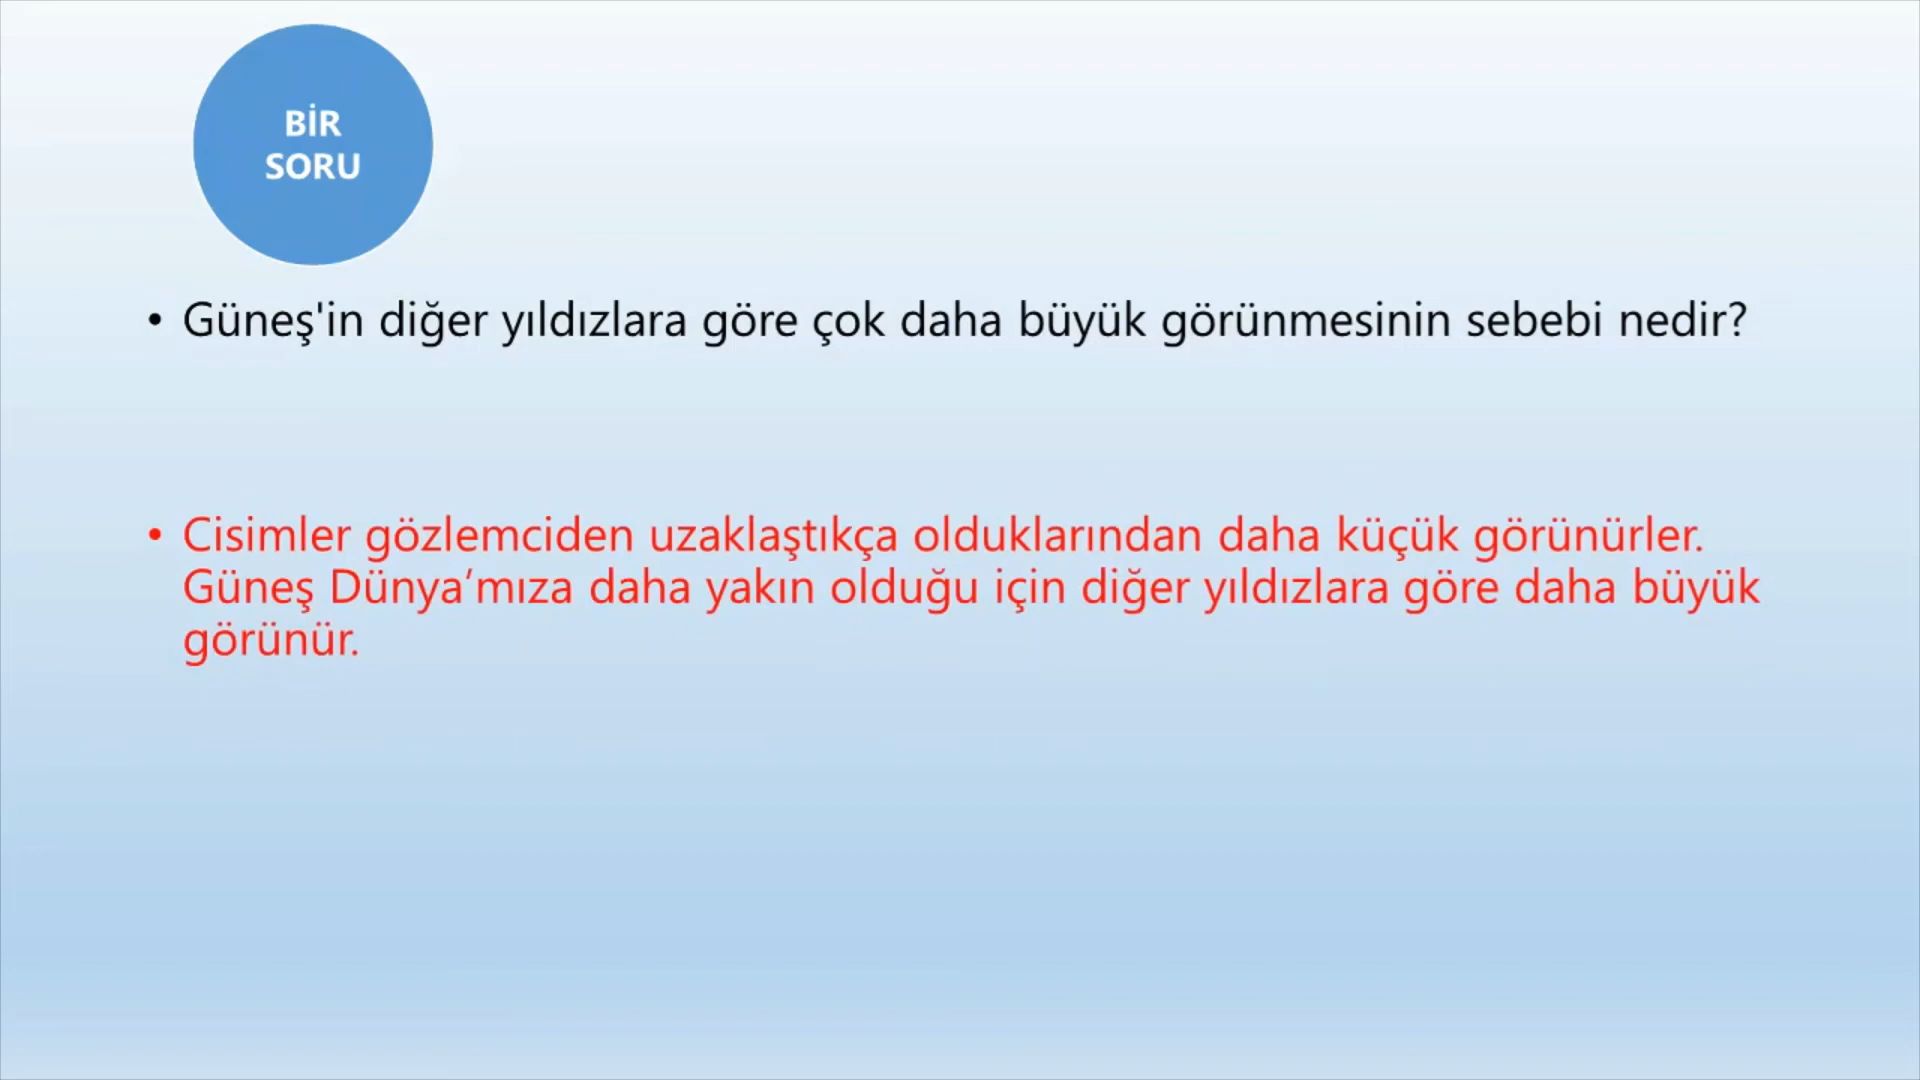 BİR
SORU
• Güneş'in diğer yıldızlara göre çok daha büyük görünmesinin sebebi nedir?
• Cisimler gözlemciden uzaklaştıkça olduklarından daha küçük görünürler.
Güneş Dünya’mıza daha yakın olduğu için diğer yıldızlara göre daha büyük
görünür.